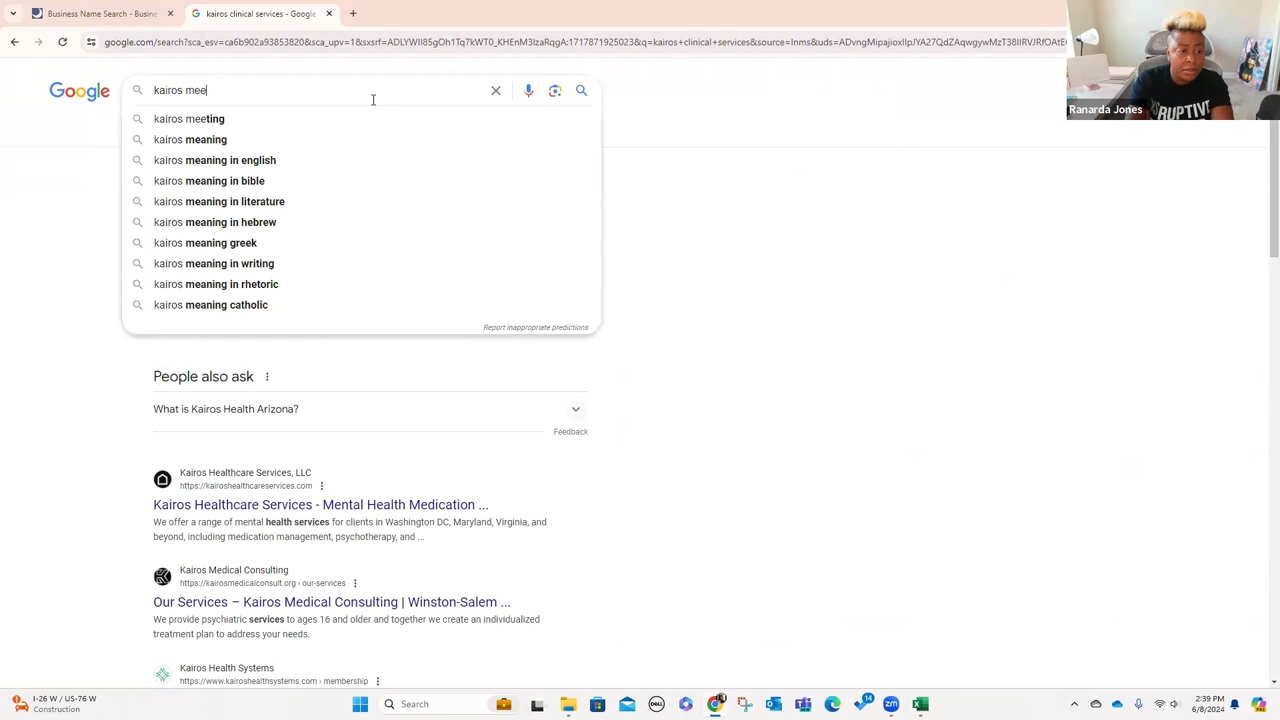 Business Name Search - Busine
kairos clinical services - Google
google.com/search?sca_esv=ca6b902a93853820&sca_upv=1&sxsrf=ADLYWII85gOh1Tq7kWT0_KHEnM3IzaRqgA:1717871925023&q=kairos+clinical+services&source=lnms&uds=ADvngMipajioxIlpJYA27QdZAqwgywMzT38IIRVJRfOAtE
Ranarda Jones
Google
kairos mee
kairos meeting
kairos meaning
kairos meaning in english
kairos meaning in bible
kairos meaning in literature
kairos meaning in hebrew
kairos meaning greek
kairos meaning in writing
kairos meaning in rhetoric
kairos meaning catholic
Report inappropriate predictions
People also ask
What is Kairos Health Arizona?
Feedback
Kairos Healthcare Services, LLC
https://kairoshealthcareservices.com
Kairos Healthcare Services - Mental Health Medication ...
We offer a range of mental health services for clients in Washington DC, Maryland, Virginia, and
beyond, including medication management, psychotherapy, and ...
Kairos Medical Consulting
https://kairosmedicalconsult.org › our-services
Our Services – Kairos Medical Consulting | Winston-Salem ...
We provide psychiatric services to ages 16 and older and together we create an individualized
treatment plan to address your needs.
Kairos Health Systems
https://www.kairoshealthsystems.com › membership
I-26 W / US-76 W
Construction
Search
DELL
14
zm
2:39 PM
6/8/2024